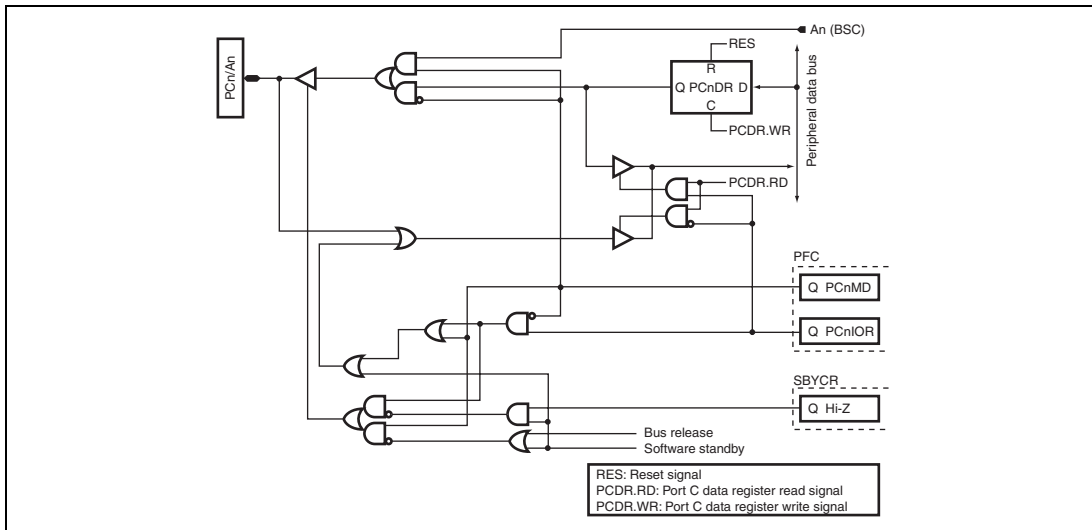 An (BSC)
RES
PCn/An
R
Q PCnDR D
C
PCDR.WR
Peripheral data bus
PCDR.RD
PFC
Q PCnMD
Q PCnIOR
SBYCR
Q Hi-Z
Bus release
Software standby
RES: Reset signal
PCDR.RD: Port C data register read signal
PCDR.WR: Port C data register write signal